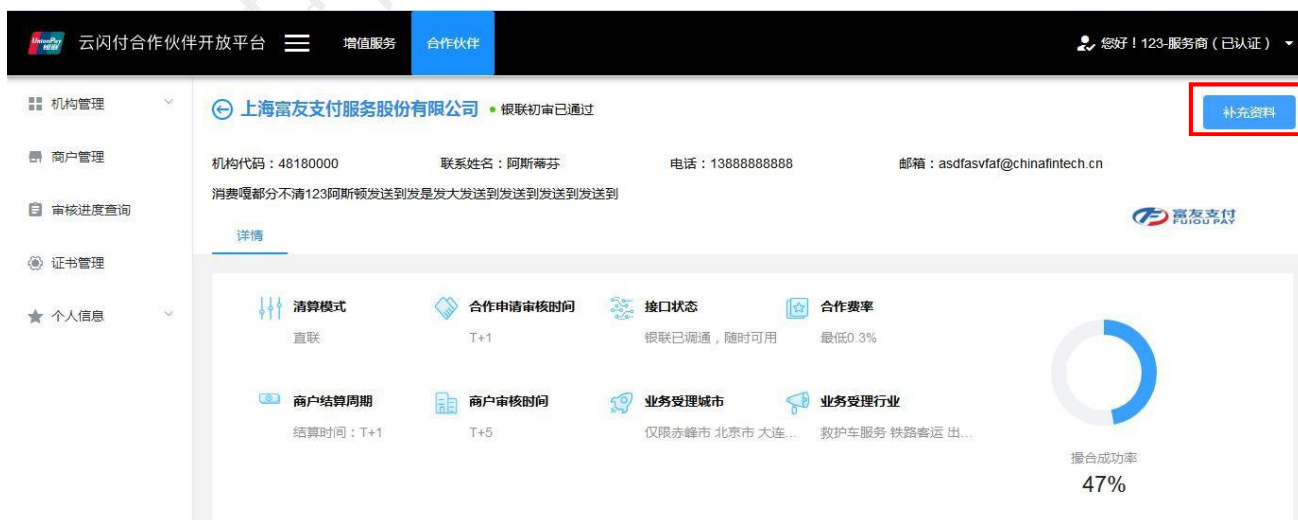 UnionPay 银联 云闪付合作伙伴开放平台 增值服务 合作伙伴 您好！123-服务商（已认证）
机构管理
商户管理
审核进度查询
证书管理
个人信息
上海富友支付服务股份有限公司 银联初审已通过 补充资料
机构代码：48180000 联系姓名：阿斯蒂芬 电话：13888888888 邮箱：asdfasvfaf@chinafintech.cn
消费嘎都分不清123阿斯顿发送到发是发大发送到发送到发送到发送到
富友支付
FUIOU PAY
详情
清算模式 合作申请审核时间 接口状态 合作费率
直联 T+1 银联已调通，随时可用 最低0.3%
商户结算周期 商户审核时间 业务受理城市 业务受理行业
结算时间：T+1 T+5 仅限赤峰市 北京市 大连... 救护车服务 铁路客运 出...
撮合成功率
47%